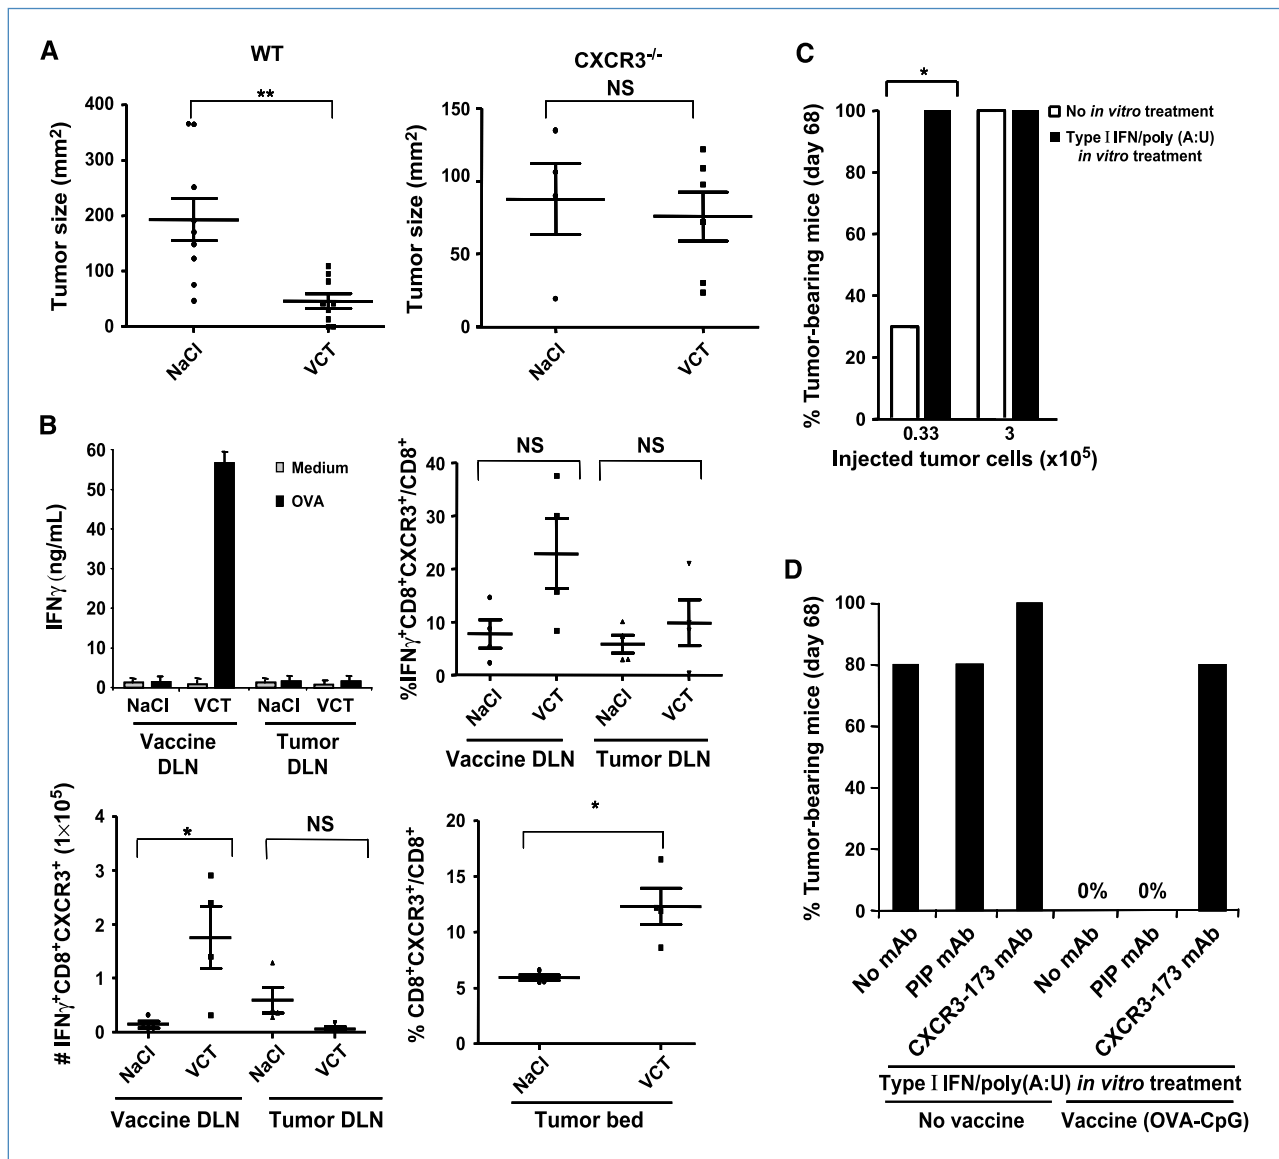 A
WT
**
Tumor size (mm2)
400
300
200
100
0
NaCl
VCT
CXCR3-/-
NS
Tumor size (mm2)
150
100
50
0
NaCl
VCT
B
IFNγ (ng/mL)
60
50
40
30
20
10
0
Medium
OVA
NaCl VCT NaCl VCT
Vaccine DLN
Tumor DLN
%IFNγ+CD8+CXCR3+/CD8+
40
30
20
10
0
NS
NS
NaCl
VCT
NaCl
VCT
Vaccine DLN
Tumor DLN
# IFNγ+CD8+CXCR3+ (1×105)
4
3
2
1
0
*
NS
NaCl
VCT
NaCl
VCT
Vaccine DLN
Tumor DLN
% CD8+CXCR3+/CD8+
20
15
10
5
0
*
NaCl
VCT
Tumor bed
C
*
% Tumor-bearing mice (day 68)
100
80
60
40
20
0
No in vitro treatment
Type I IFN/poly (A:U)
in vitro treatment
0.33
3
Injected tumor cells (x105)
D
% Tumor-bearing mice (day 68)
100
80
60
40
20
0
0%
0%
No mAb
PIP mAb
CXCR3-173 mAb
No mAb
PIP mAb
CXCR3-173 mAb
Type I IFN/poly(A:U) in vitro treatment
No vaccine
Vaccine (OVA-CpG)